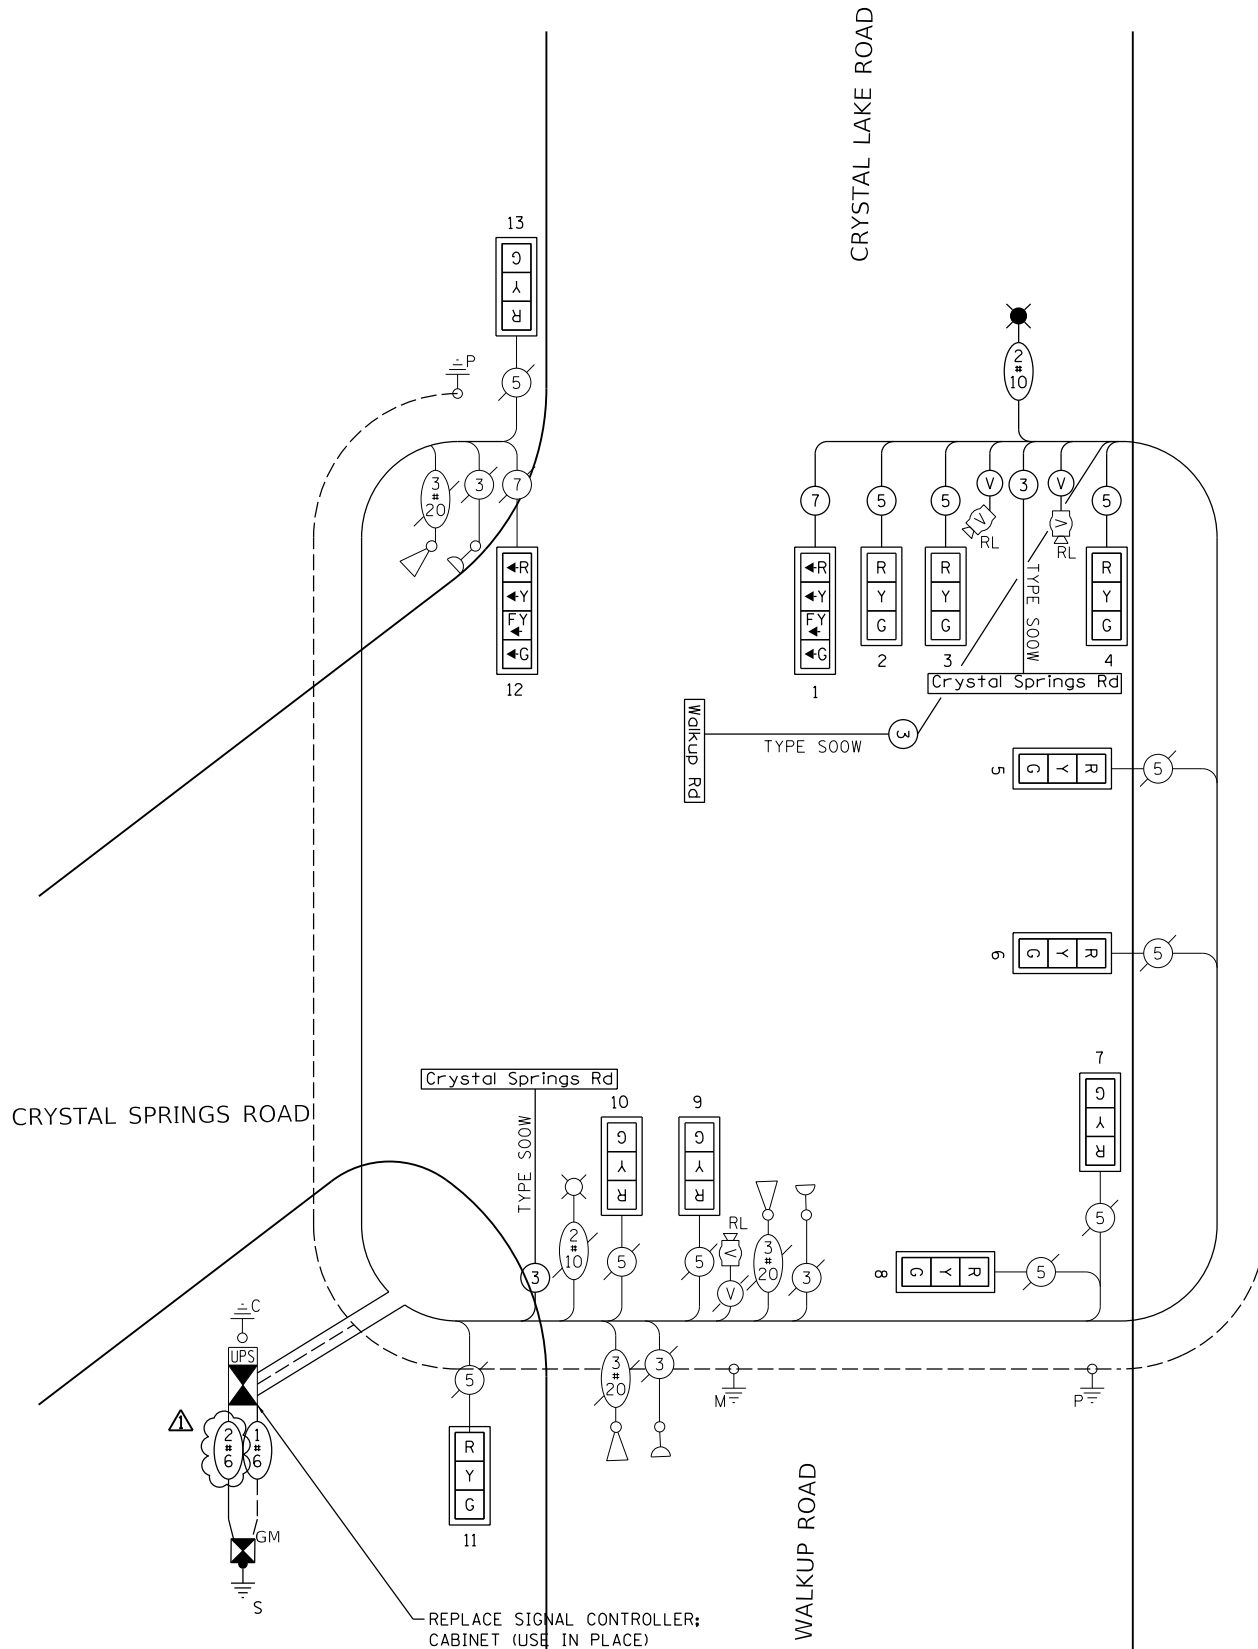 CRYSTAL LAKE ROAD
13
G
Y
R
P
5
2
#
10
3
#
20
3
7
7
5
5
V
3
V
5
RL
RL
R
Y
FY
G
12
R
Y
FY
G
1
R
Y
G
2
R
Y
G
3
TYPE SOOW
R
Y
G
4
Crystal Springs Rd
Walkup Rd
TYPE SOOW
3
5
G
Y
R
5
6
G
Y
R
5
7
G
Y
R
5
Crystal Springs Rd
CRYSTAL SPRINGS ROAD
TYPE SOOW
10
G
Y
R
9
G
Y
R
2
#
10
5
5
RL
V
V
3
#
20
3
3
8
G
Y
R
5
C
UPS
5
3
#
20
3
M
P
1
2
#
6
1
#
6
R
Y
G
11
GM
S
WALKUP ROAD
REPLACE SIGNAL CONTROLLER;
CABINET (USE IN PLACE)